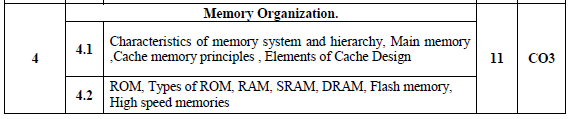 Memory Organization.
4
4.1
Characteristics of memory system and hierarchy, Main memory
,Cache memory principles , Elements of Cache Design
11
CO3
4.2
ROM, Types of ROM, RAM, SRAM, DRAM, Flash memory,
High speed memories